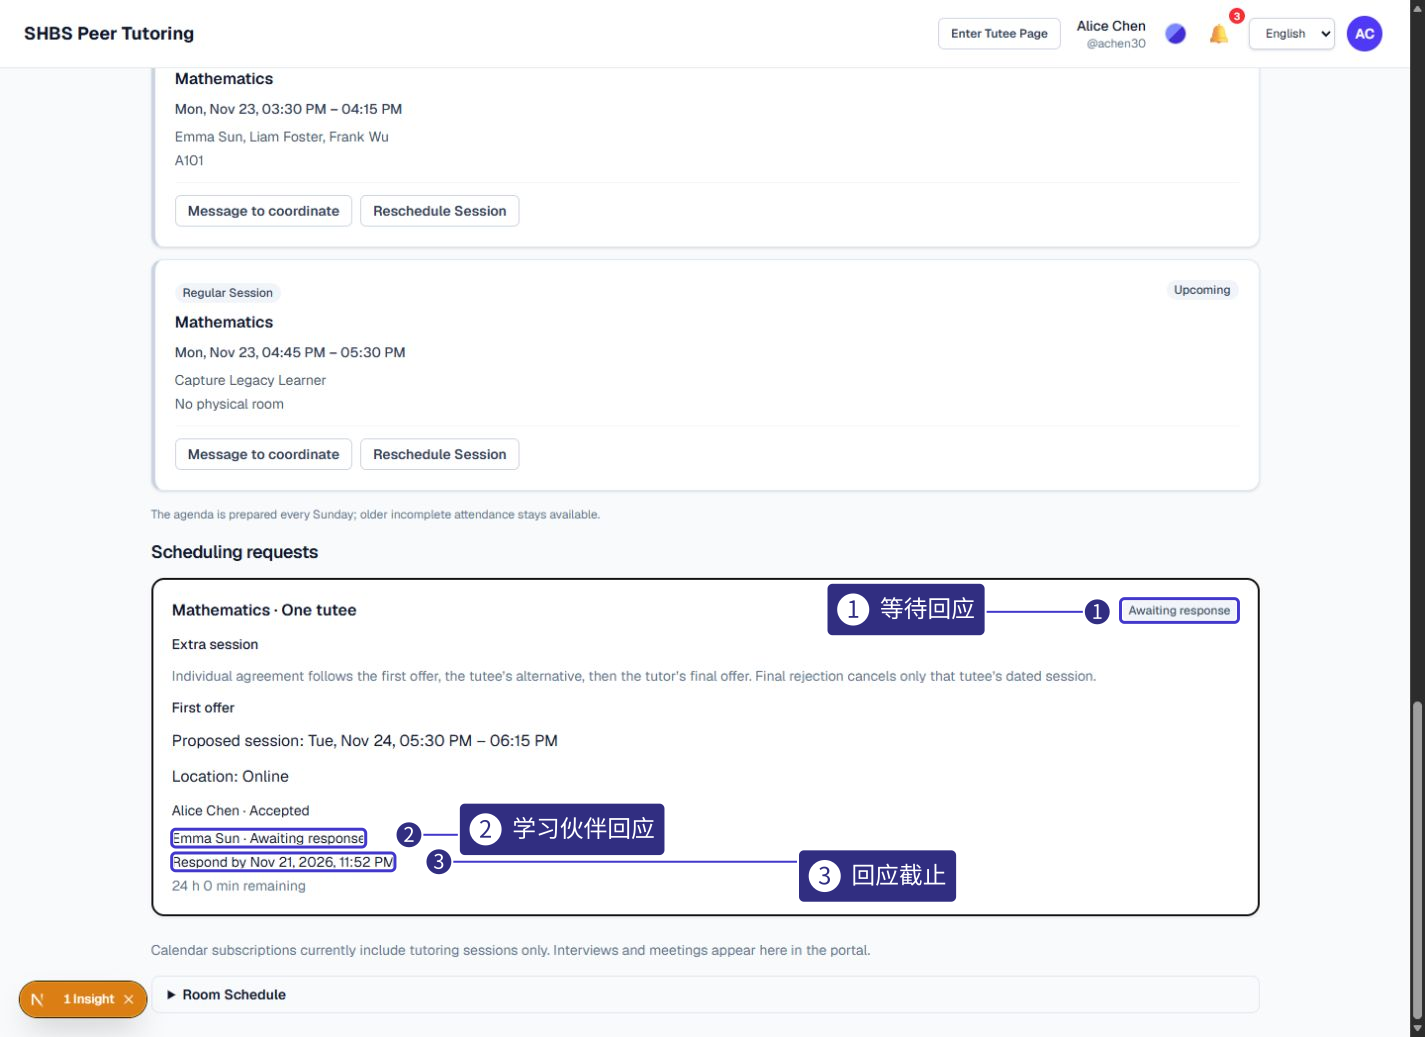 SHBS Peer Tutoring
Enter Tutee Page
Alice Chen
@achen30
3
English
AC
Mathematics
Mon, Nov 23, 03:30 PM – 04:15 PM
Emma Sun, Liam Foster, Frank Wu
A101
Message to coordinate
Reschedule Session
Regular Session
Upcoming
Mathematics
Mon, Nov 23, 04:45 PM – 05:30 PM
Capture Legacy Learner
No physical room
Message to coordinate
Reschedule Session
The agenda is prepared every Sunday; older incomplete attendance stays available.
Scheduling requests
Mathematics · One tutee
1 等待回应
1
Awaiting response
Extra session
Individual agreement follows the first offer, the tutee's alternative, then the tutor's final offer. Final rejection cancels only that tutee's dated session.
First offer
Proposed session: Tue, Nov 24, 05:30 PM – 06:15 PM
Location: Online
Alice Chen · Accepted
Emma Sun · Awaiting response
2
2 学习伙伴回应
Respond by Nov 21, 2026, 11:52 PM
3
3 回应截止
24 h 0 min remaining
Calendar subscriptions currently include tutoring sessions only. Interviews and meetings appear here in the portal.
N 1 Insight ×
▶ Room Schedule